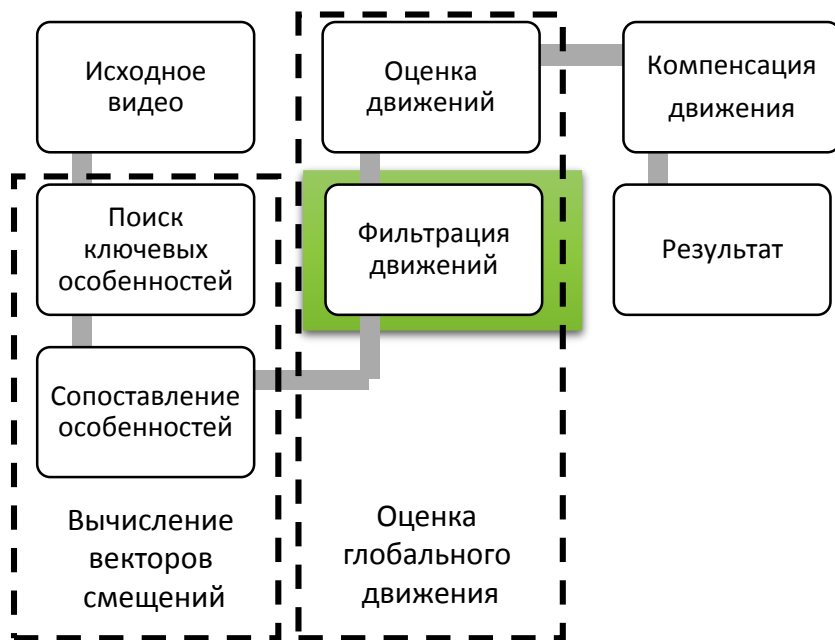 Исходное
видео
Поиск
ключевых
особенностей
Сопоставление
особенностей
Вычисление
векторов
смещений
Оценка
движений
Фильтрация
движений
Оценка
глобального
движения
Компенсация
движения
Результат